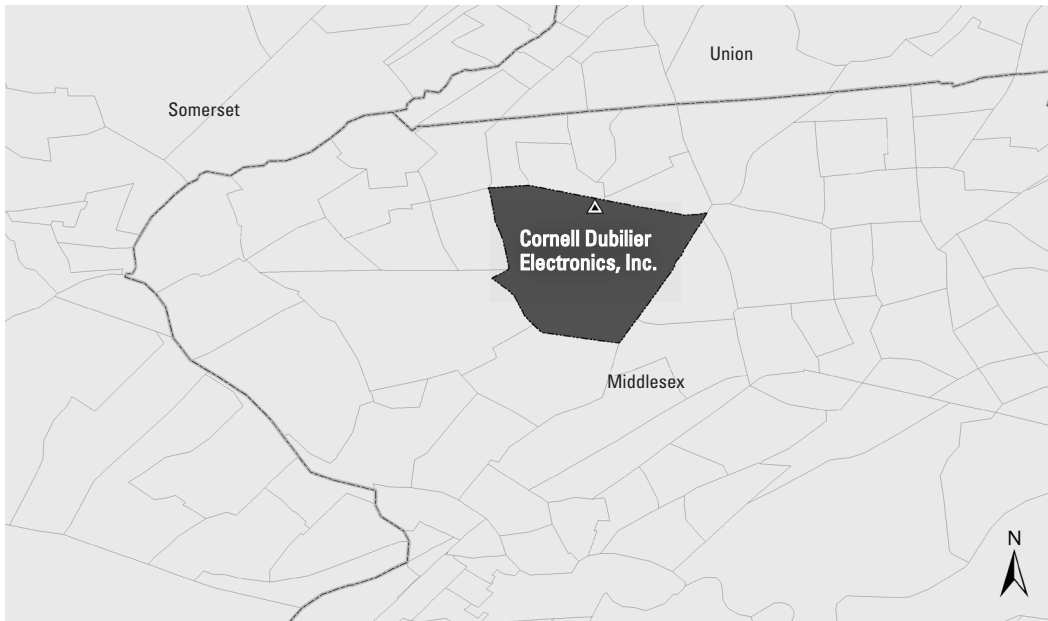 Union
Somerset
Cornell Dubilier
Electronics, Inc.
Middlesex
N